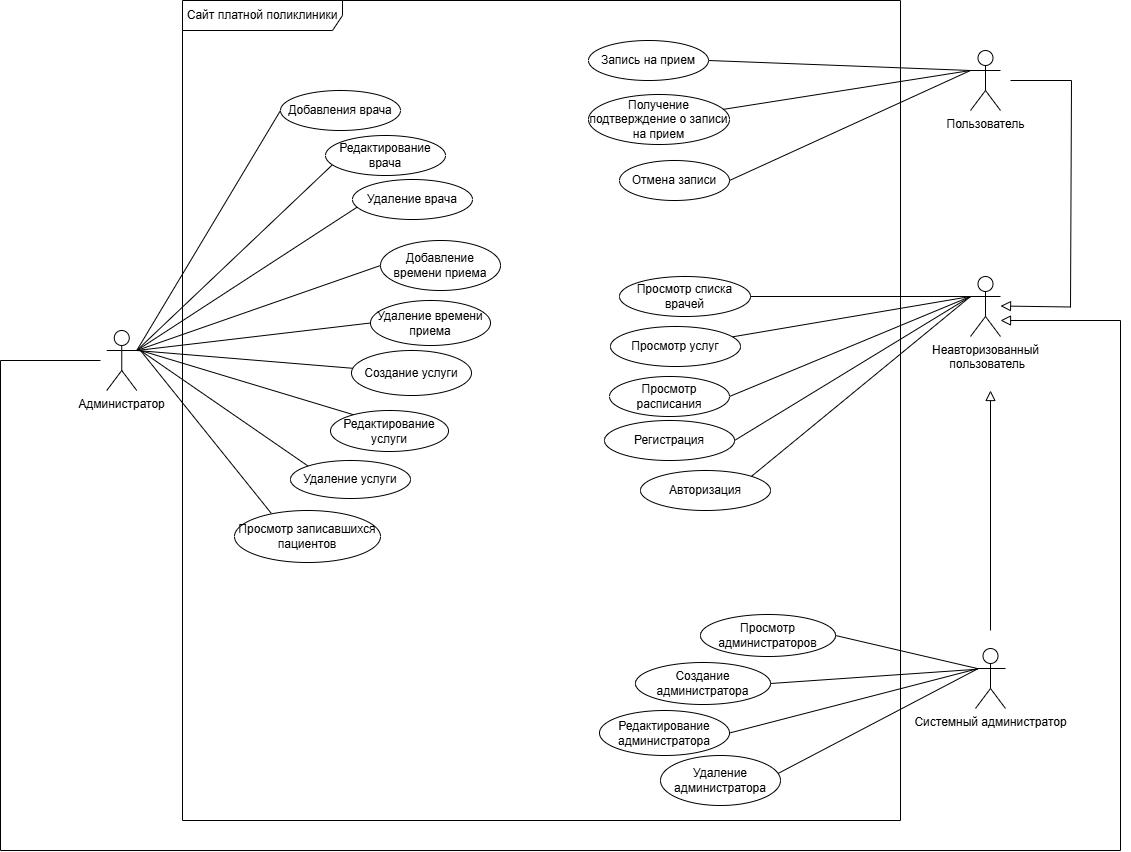 Сайт платной поликлиники
Запись на прием
Получение
подтверждение о записи
на прием
Отмена записи
Пользователь
Добавления врача
Редактирование
врача
Удаление врача
Добавление
времени приема
Удаление времени
приема
Создание услуги
Редактирование
услуги
Удаление услуги
Просмотр записавшихся
пациентов
Администратор
Просмотр списка
врачей
Просмотр услуг
Просмотр
расписания
Регистрация
Авторизация
Неавторизованный
пользователь
Просмотр
администраторов
Создание
администратора
Редактирование
администратора
Удаление
администратора
Системный администратор